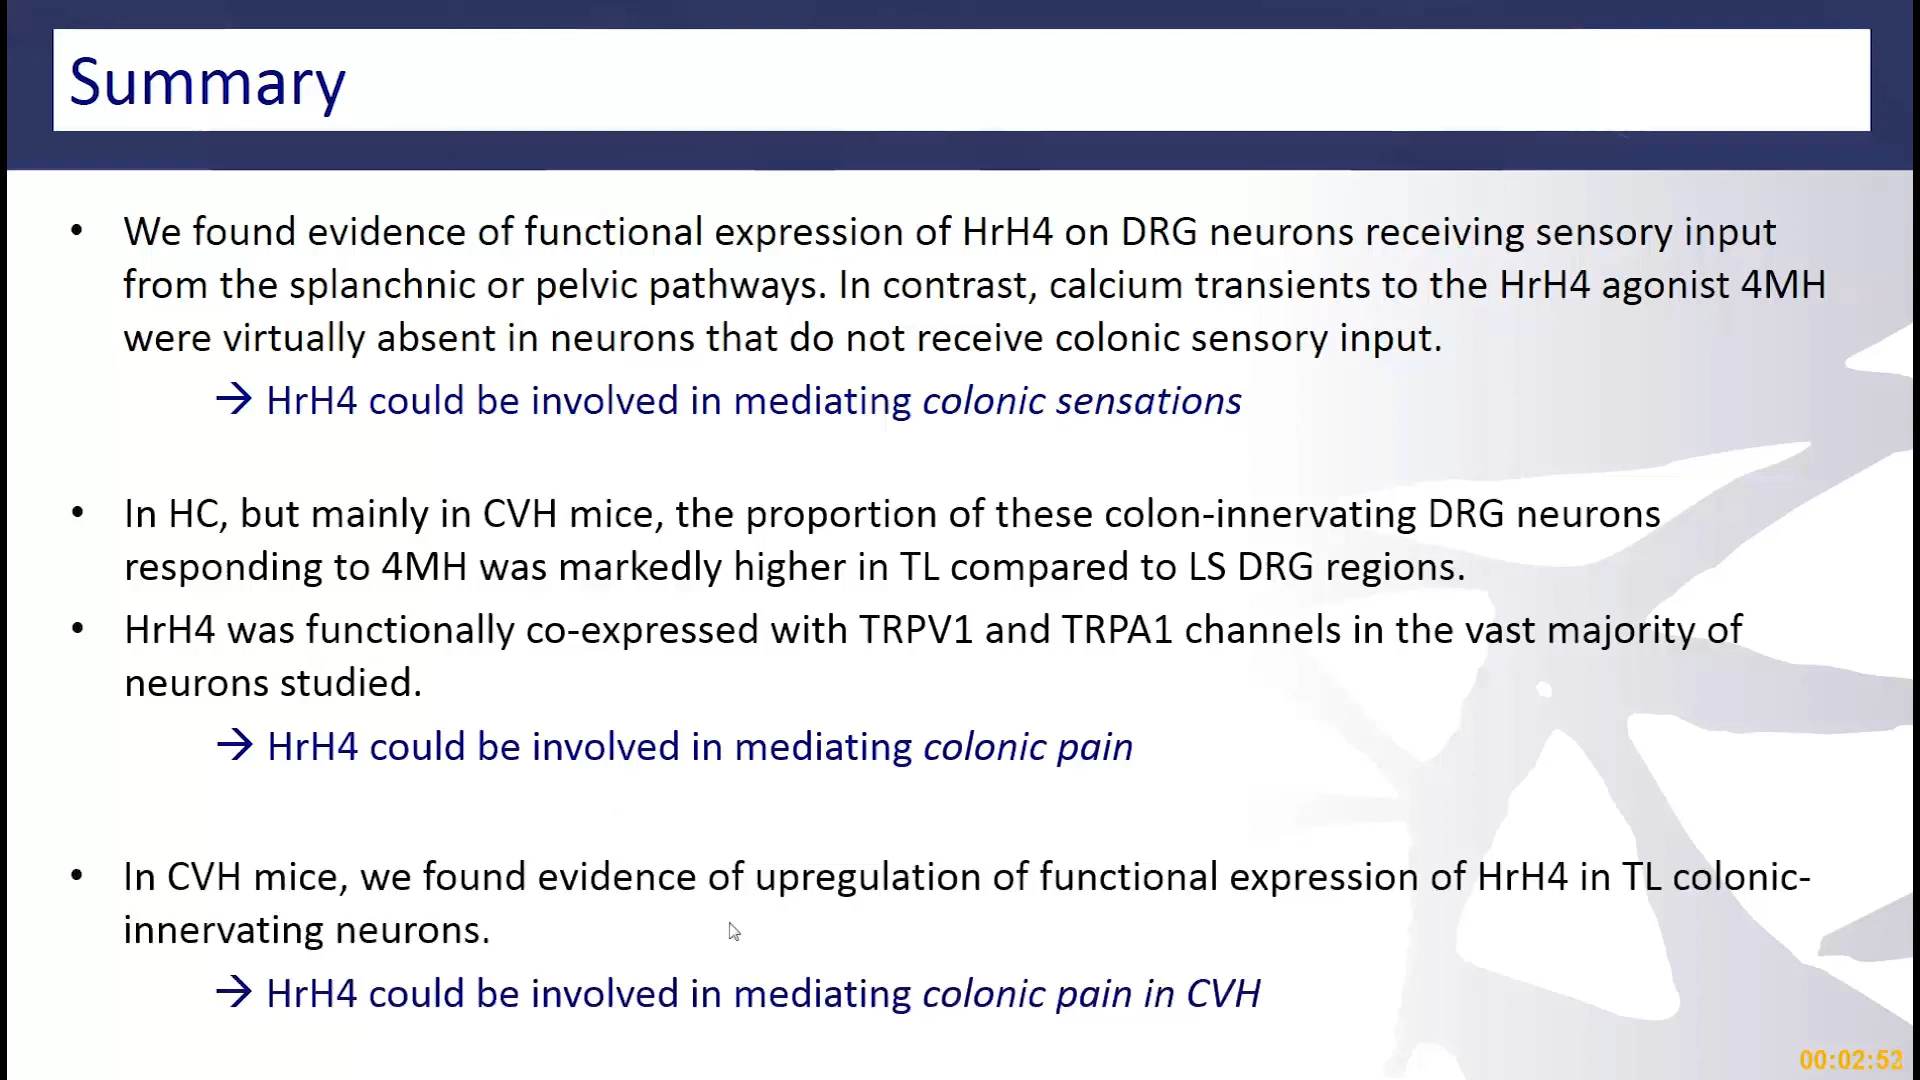 Summary
• We found evidence of functional expression of HrH4 on DRG neurons receiving sensory input
from the splanchnic or pelvic pathways. In contrast, calcium transients to the HrH4 agonist 4MH
were virtually absent in neurons that do not receive colonic sensory input.
→ HrH4 could be involved in mediating colonic sensations
• In HC, but mainly in CVH mice, the proportion of these colon-innervating DRG neurons
responding to 4MH was markedly higher in TL compared to LS DRG regions.
• HrH4 was functionally co-expressed with TRPV1 and TRPA1 channels in the vast majority of
neurons studied.
→ HrH4 could be involved in mediating colonic pain
• In CVH mice, we found evidence of upregulation of functional expression of HrH4 in TL colonic-
innervating neurons.
→ HrH4 could be involved in mediating colonic pain in CVH
00:02:52